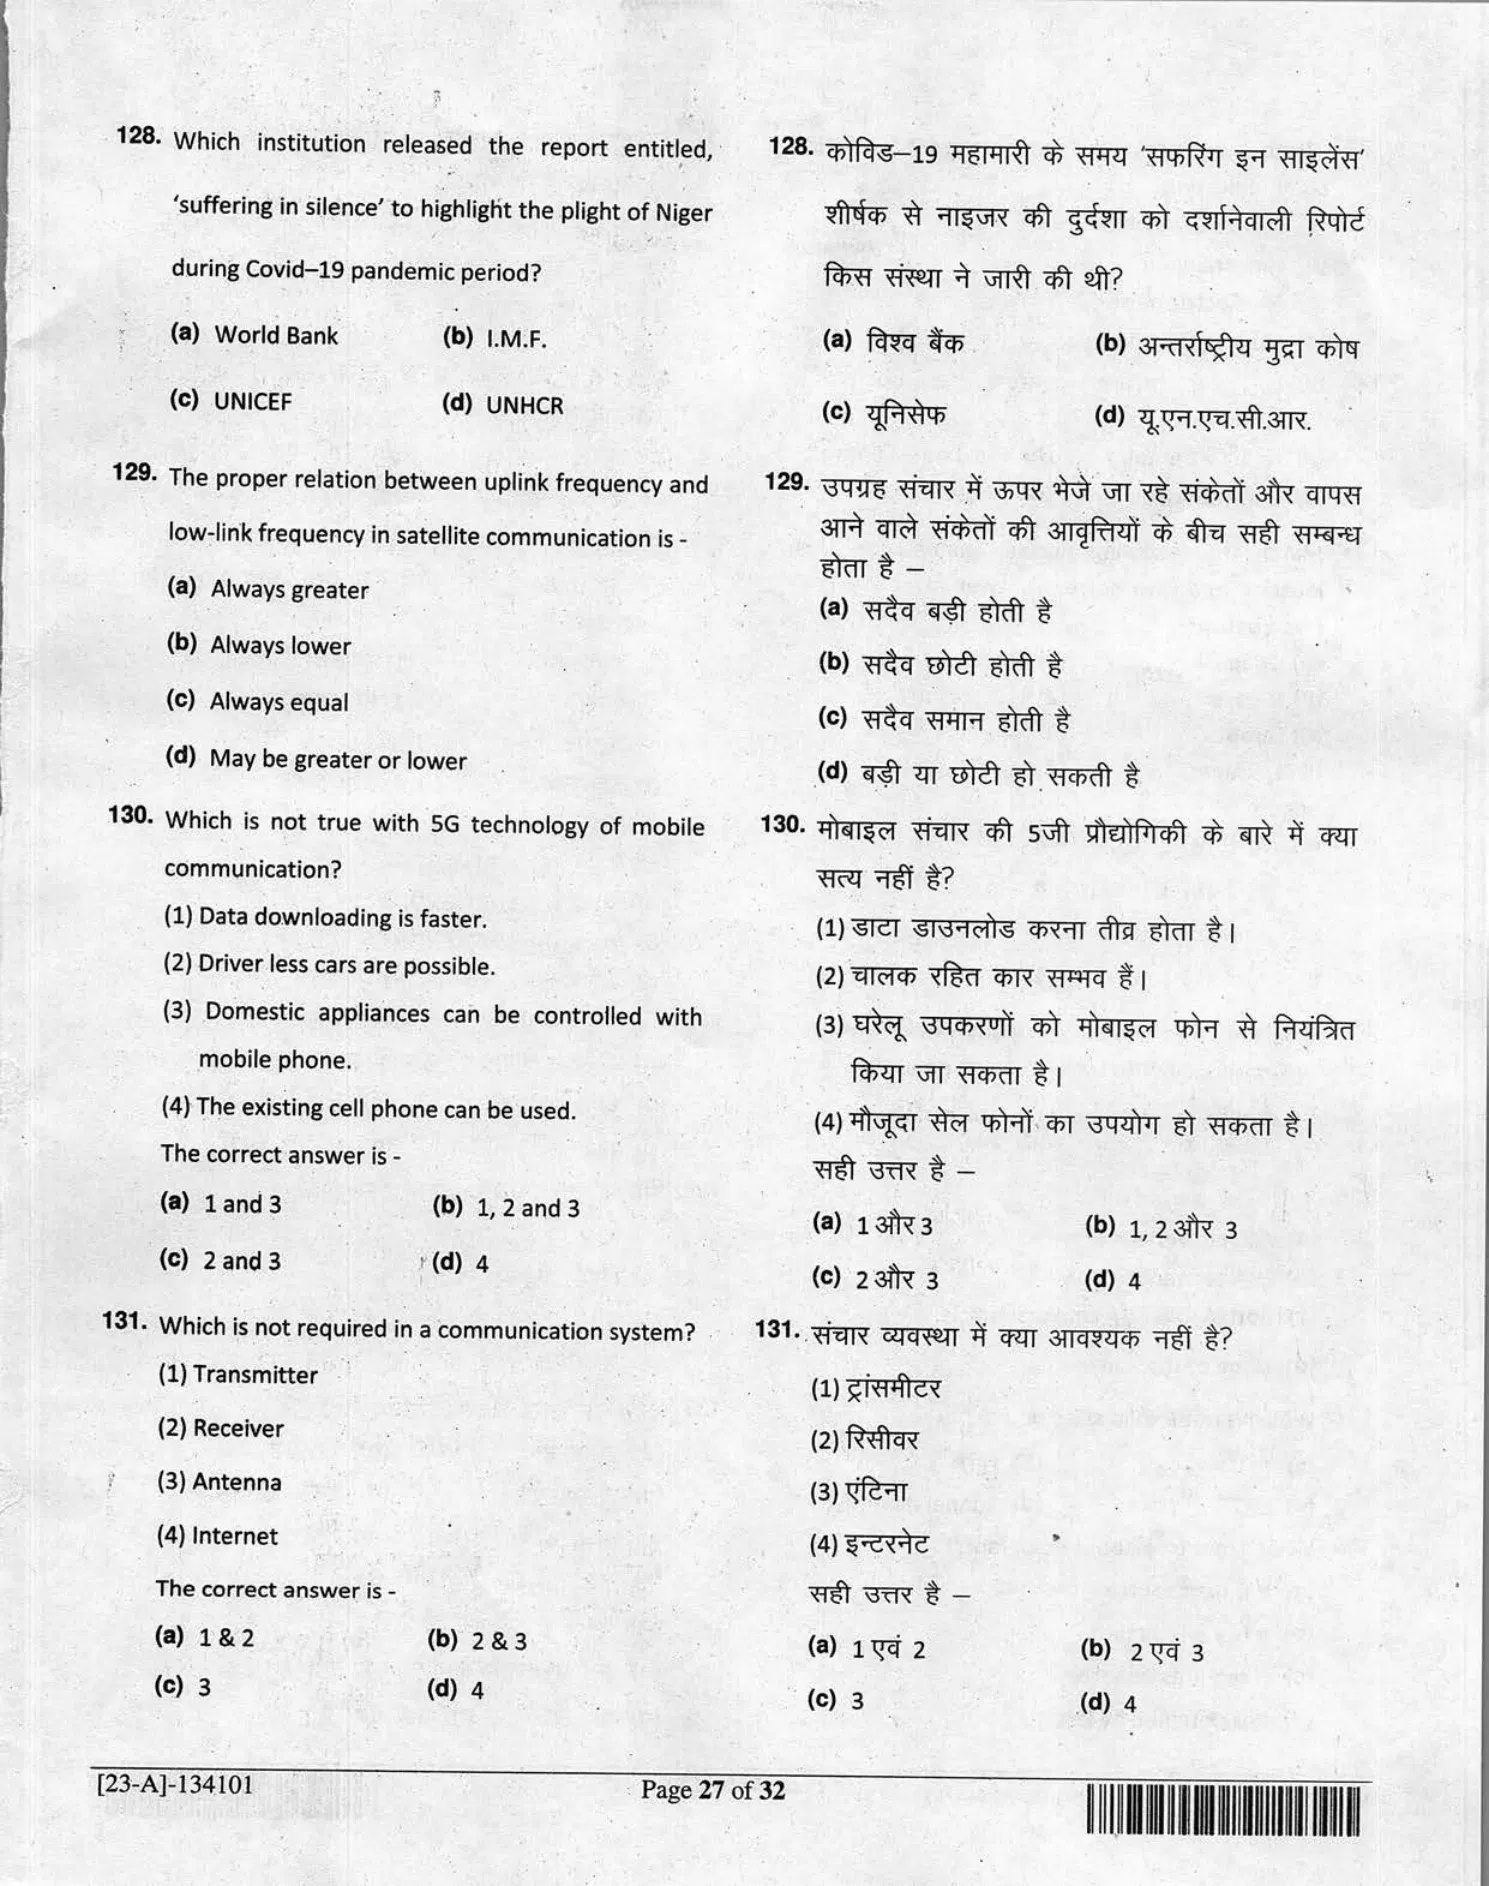 128. Which institution released the report entitled,
'suffering in silence' to highlight the plight of Niger
during Covid–19 pandemic period?
(a) World Bank (b) I.M.F.
(c) UNICEF (d) UNHCR
129. The proper relation between uplink frequency and
low-link frequency in satellite communication is -
(a) Always greater
(b) Always lower
(c) Always equal
(d) May be greater or lower
130. Which is not true with 5G technology of mobile
communication?
(1) Data downloading is faster.
(2) Driver less cars are possible.
(3) Domestic appliances can be controlled with
mobile phone.
(4) The existing cell phone can be used.
The correct answer is -
(a) 1 and 3 (b) 1, 2 and 3
(c) 2 and 3 (d) 4
131. Which is not required in a communication system?
(1) Transmitter
(2) Receiver
(3) Antenna
(4) Internet
The correct answer is -
(a) 1 & 2 (b) 2 & 3
(c) 3 (d) 4
128. कोविड–19 महामारी के समय 'सफरिंग इन साइलेंस'
शीर्षक से नाइजर की दुर्दशा को दर्शानेवाली रिपोर्ट
किस संस्था ने जारी की थी?
(a) विश्व बैंक (b) अन्तर्राष्ट्रीय मुद्रा कोष
(c) यूनिसेफ (d) यू.एन.एच.सी.आर.
129. उपग्रह संचार में ऊपर भेजे जा रहे संकेतों और वापस
आने वाले संकेतों की आवृत्तियों के बीच सही सम्बन्ध
होता है –
(a) सदैव बड़ी होती है
(b) सदैव छोटी होती है
(c) सदैव समान होती है
(d) बड़ी या छोटी हो सकती है
130. मोबाइल संचार की 5जी प्रौद्योगिकी के बारे में क्या
सत्य नहीं है?
(1) डाटा डाउनलोड करना तीव्र होता है।
(2) चालक रहित कार सम्भव हैं।
(3) घरेलू उपकरणों को मोबाइल फोन से नियंत्रित
किया जा सकता है।
(4) मौजूदा सेल फोनों का उपयोग हो सकता है।
सही उत्तर है –
(a) 1 और 3 (b) 1, 2 और 3
(c) 2 और 3 (d) 4
131. संचार व्यवस्था में क्या आवश्यक नहीं है?
(1) ट्रांसमीटर
(2) रिसीवर
(3) एंटिना
(4) इन्टरनेट
सही उत्तर है –
(a) 1 एवं 2 (b) 2 एवं 3
(c) 3 (d) 4
[23-A]-134101 Page 27 of 32